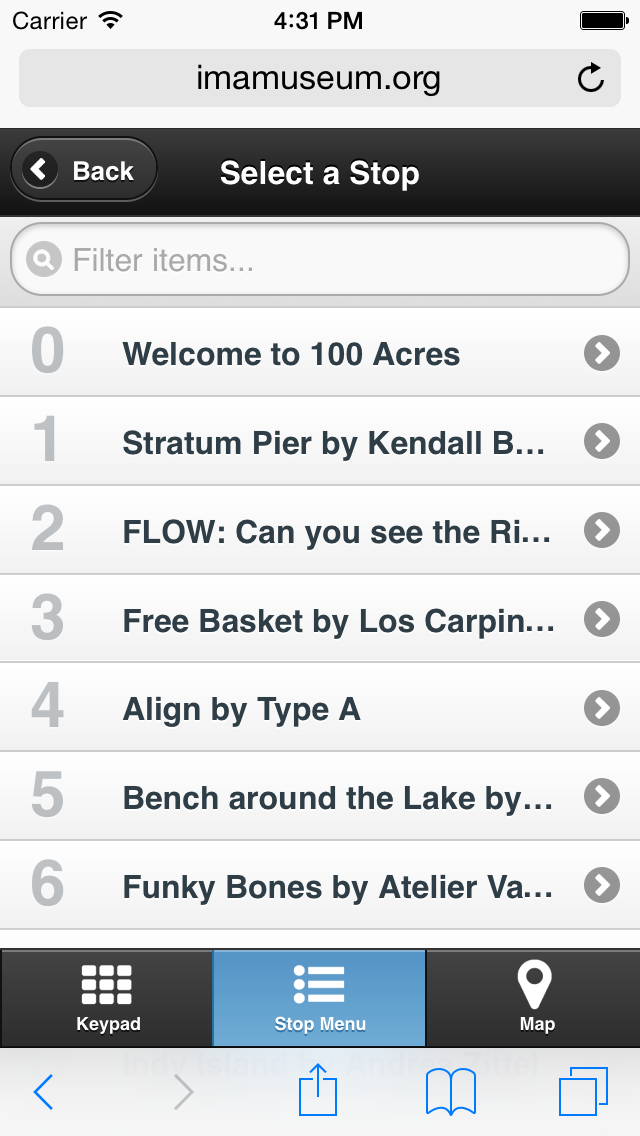 Carrier 4:31 PM
imamuseum.org
Back Select a Stop
Filter items...
0 Welcome to 100 Acres
1 Stratum Pier by Kendall B...
2 FLOW: Can you see the Ri...
3 Free Basket by Los Carpin...
4 Align by Type A
5 Bench around the Lake by...
6 Funky Bones by Atelier Va...
Keypad Stop Menu Map
Island by Andrea Zittel